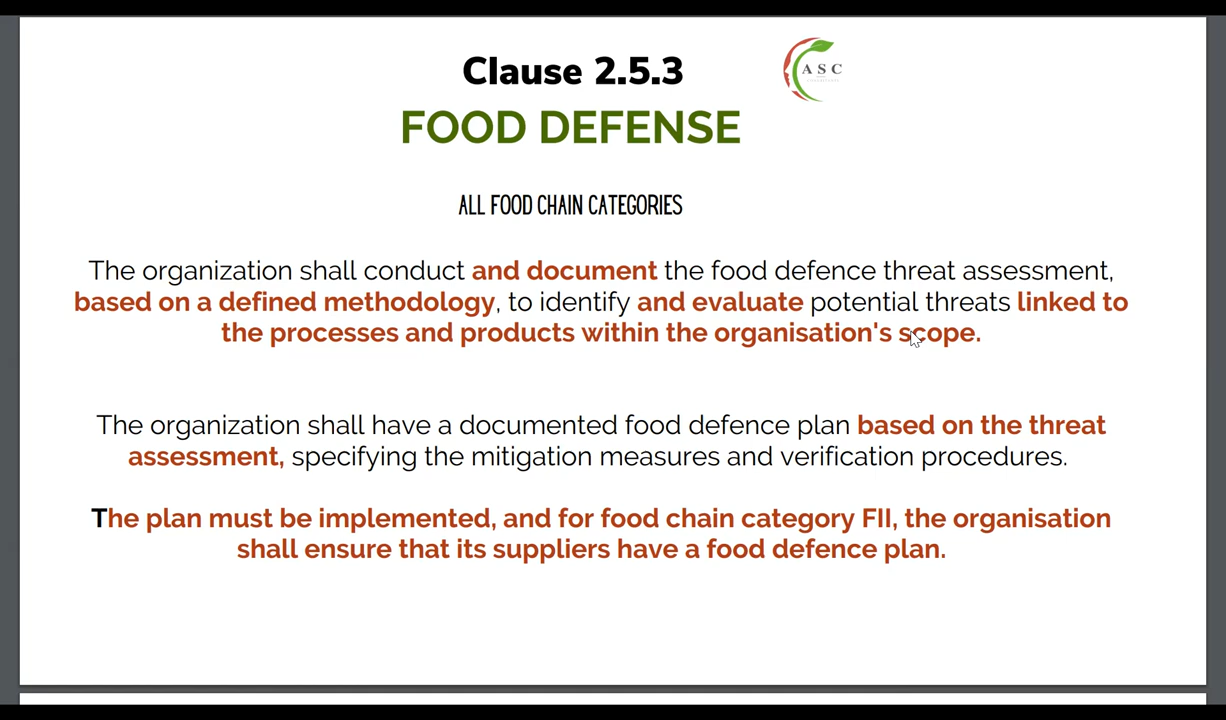 Clause 2.5.3
ASC
FOOD DEFENSE
ALL FOOD CHAIN CATEGORIES
The organization shall conduct and document the food defence threat assessment,
based on a defined methodology, to identify and evaluate potential threats linked to
the processes and products within the organisation's scope.
The organization shall have a documented food defence plan based on the threat
assessment, specifying the mitigation measures and verification procedures.
The plan must be implemented, and for food chain category FII, the organisation
shall ensure that its suppliers have a food defence plan.